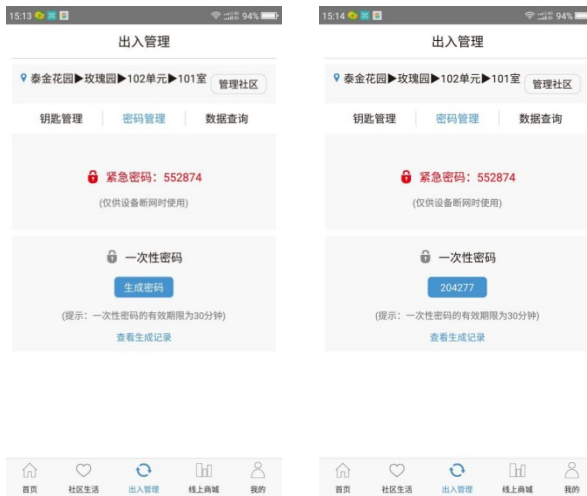 15:13
94%
出入管理
泰金花园▶玫瑰园▶102单元▶101室
管理社区
钥匙管理
密码管理
数据查询
紧急密码：552874
(仅供设备断网时使用)
一次性密码
生成密码
(提示：一次性密码的有效期限为30分钟)
查看生成记录
首页
社区生活
出入管理
线上商城
我的
15:14
94%
出入管理
泰金花园▶玫瑰园▶102单元▶101室
管理社区
钥匙管理
密码管理
数据查询
紧急密码：552874
(仅供设备断网时使用)
一次性密码
204277
(提示：一次性密码的有效期限为30分钟)
查看生成记录
首页
社区生活
出入管理
线上商城
我的